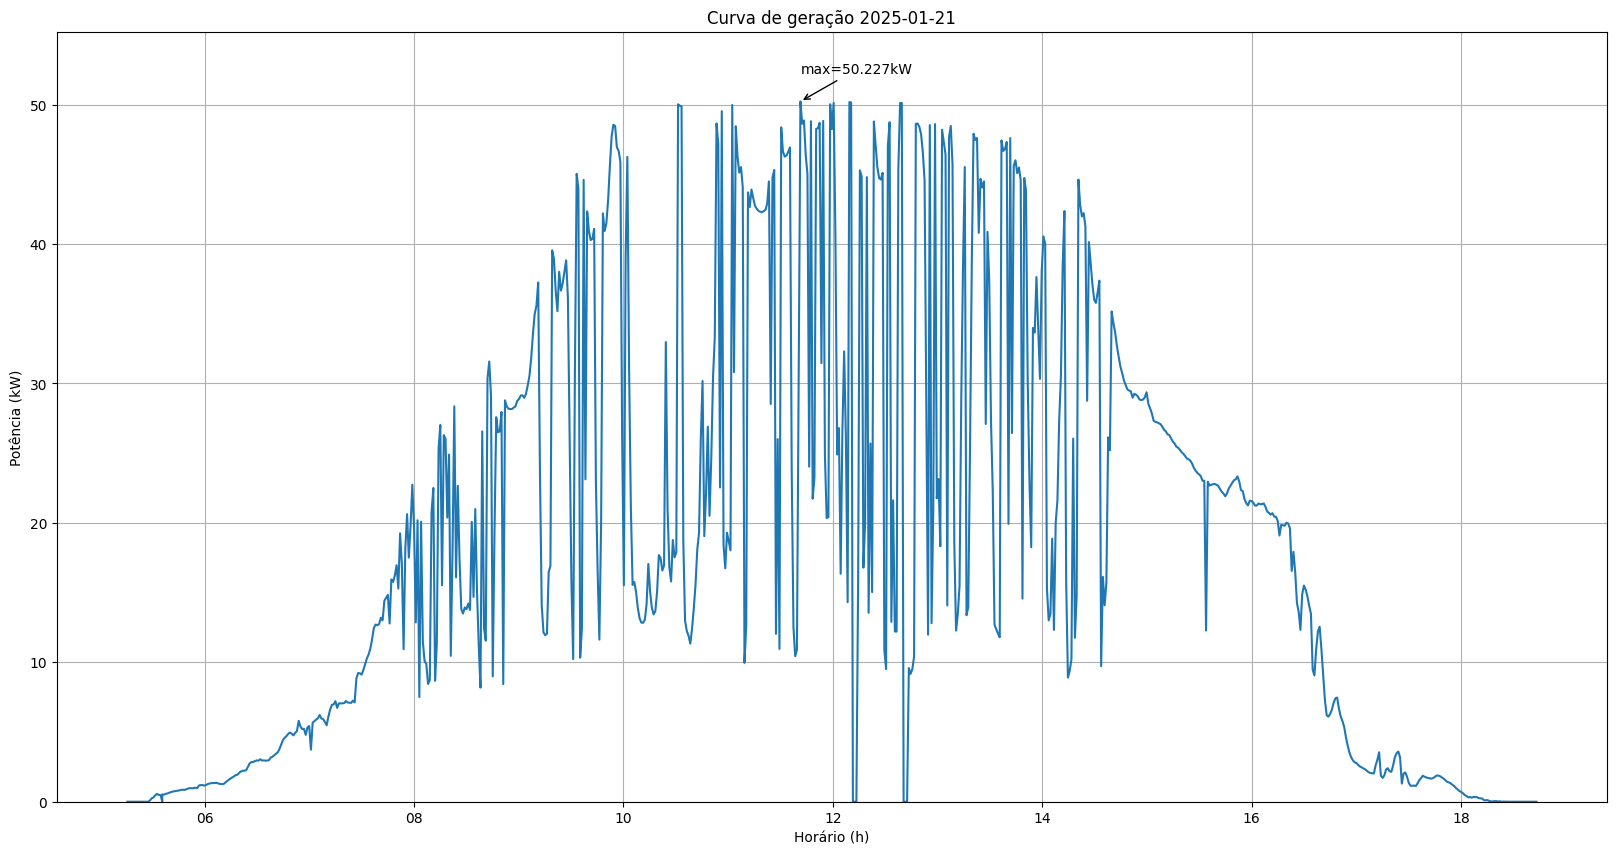 Curva de geração 2025-01-21
max=50.227kW
50
40
30
20
10
0
Potência (kW)
06 08 10 12 14 16 18
Horário (h)